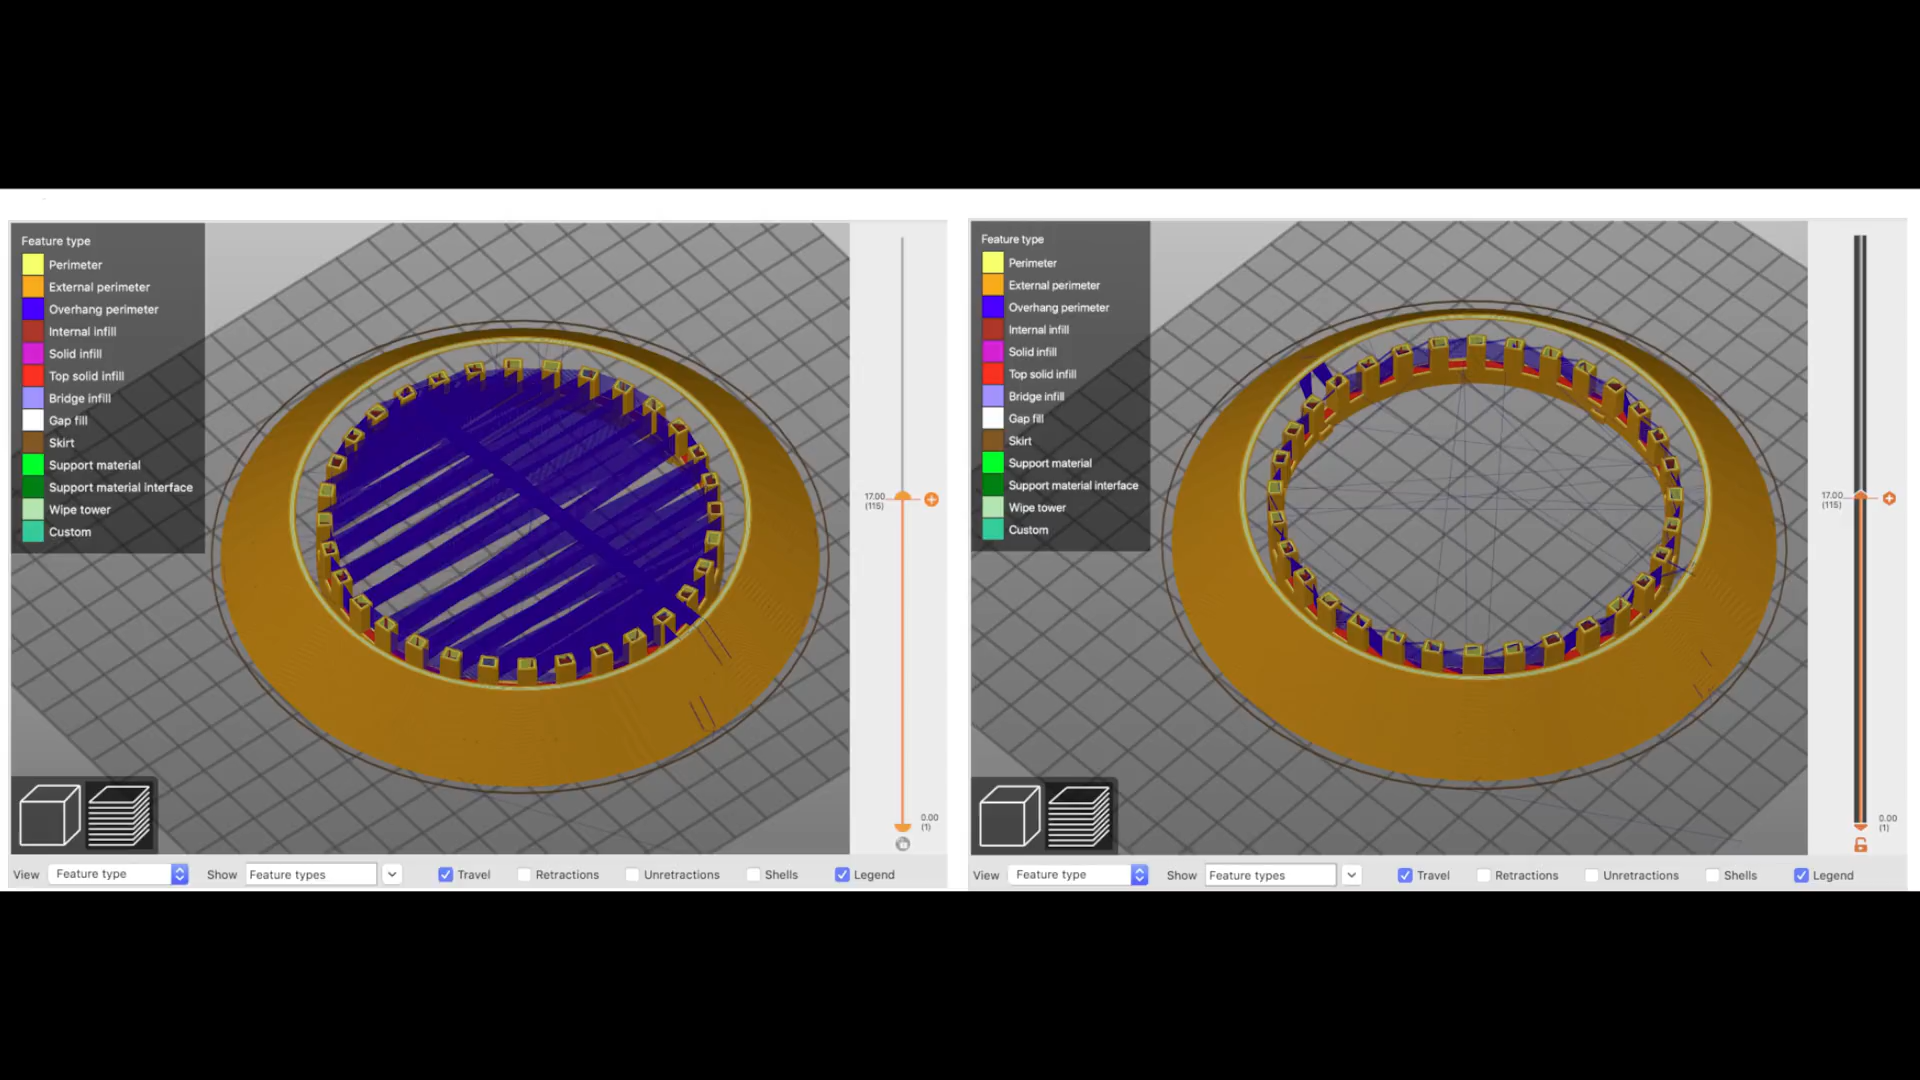 Feature type
Perimeter
External perimeter
Overhang perimeter
Internal infill
Solid infill
Top solid infill
Bridge infill
Gap fill
Skirt
Support material
Support material interface
Wipe tower
Custom
17.00
(115)
0.00
(1)
View Feature type Show Feature types Travel Retractions Unretractions Shells Legend
Feature type
Perimeter
External perimeter
Overhang perimeter
Internal infill
Solid infill
Top solid infill
Bridge infill
Gap fill
Skirt
Support material
Support material interface
Wipe tower
Custom
17.00
(115)
0.00
(1)
View Feature type Show Feature types Travel Retractions Unretractions Shells Legend